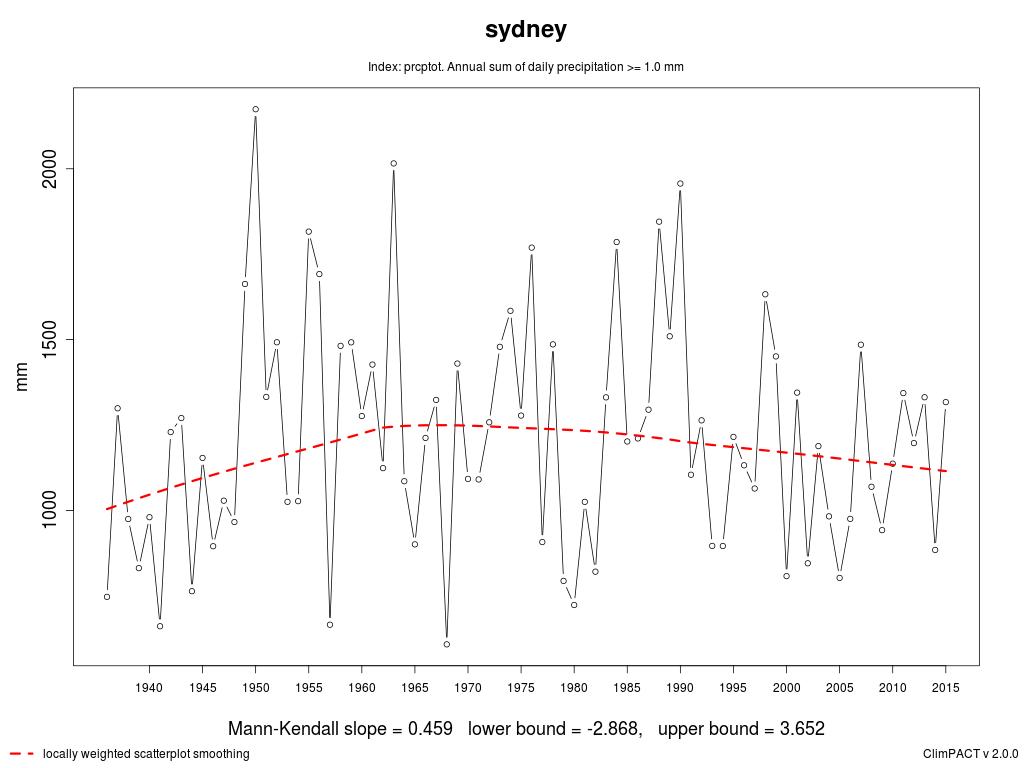 sydney
Index: prcptot. Annual sum of daily precipitation >= 1.0 mm
mm
2000
1500
1000
1940 1945 1950 1955 1960 1965 1970 1975 1980 1985 1990 1995 2000 2005 2010 2015
Mann-Kendall slope = 0.459 lower bound = -2.868, upper bound = 3.652
locally weighted scatterplot smoothing
ClimPACT v 2.0.0